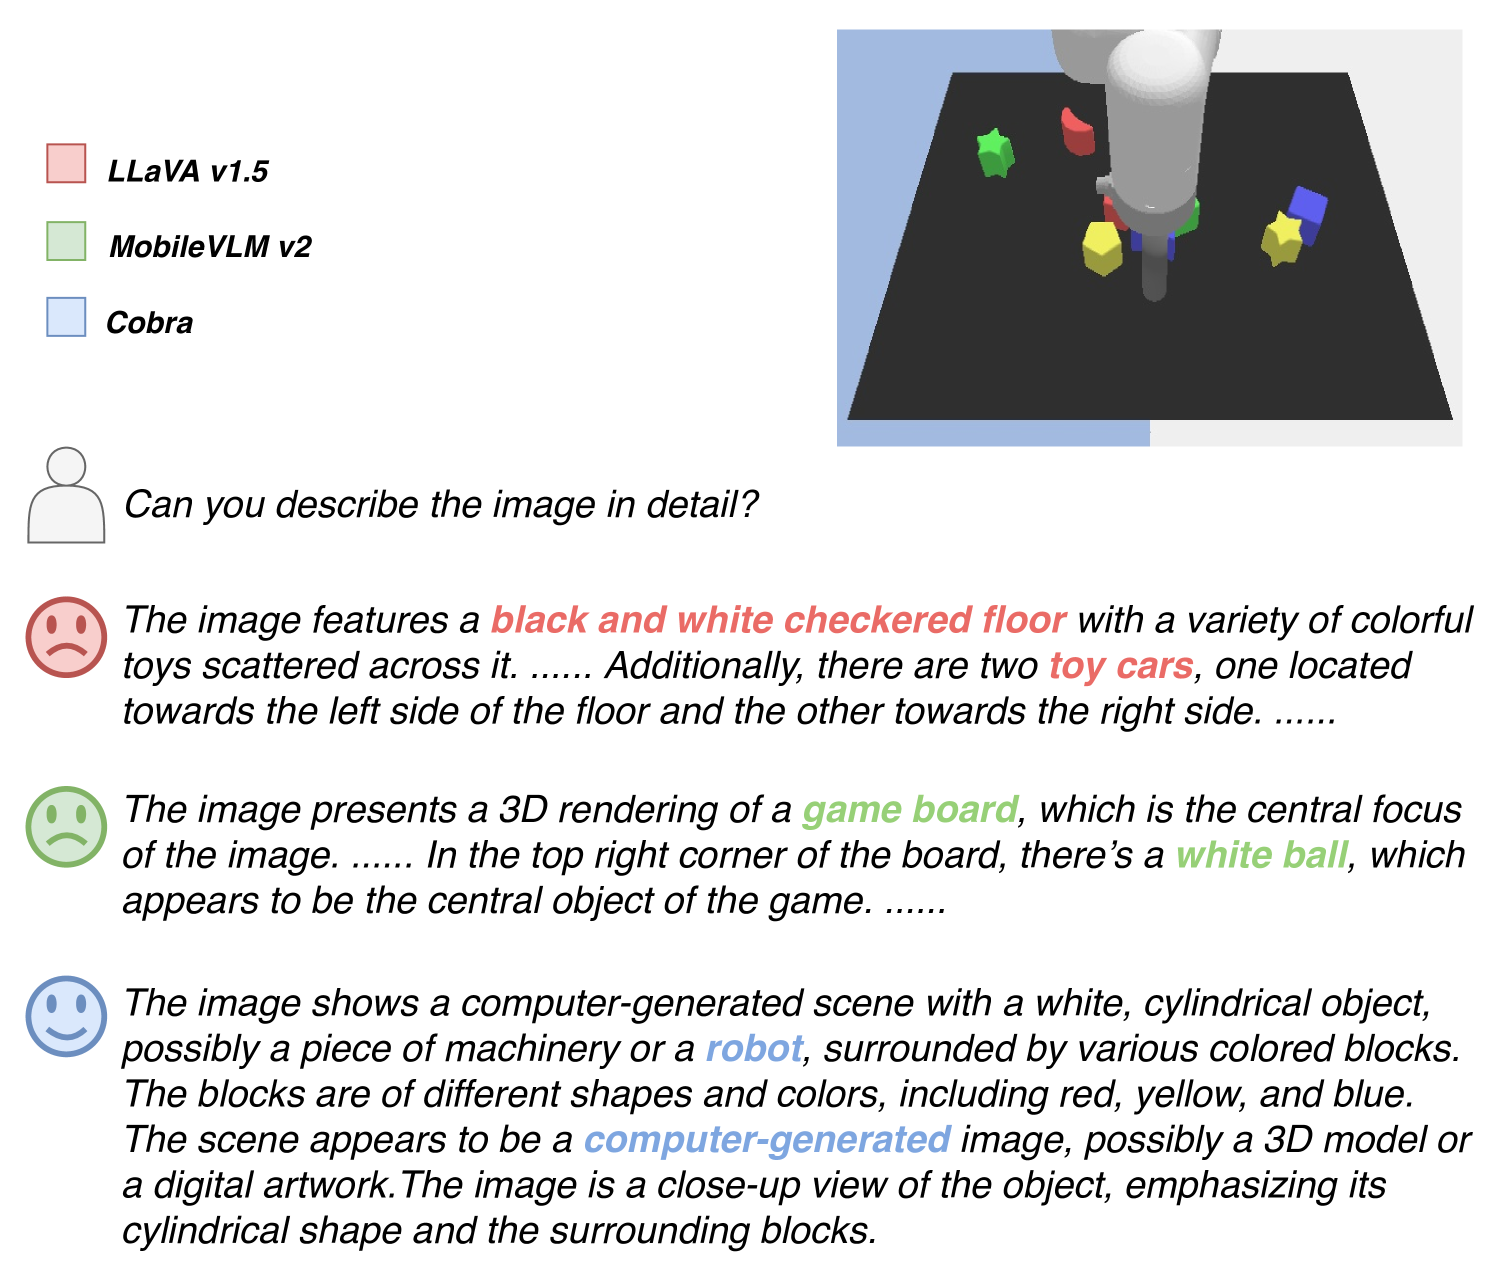 LLaVA v1.5
MobileVLM v2
Cobra
Can you describe the image in detail?
The image features a black and white checkered floor with a variety of colorful
toys scattered across it. ...... Additionally, there are two toy cars, one located
towards the left side of the floor and the other towards the right side. ......
The image presents a 3D rendering of a game board, which is the central focus
of the image. ...... In the top right corner of the board, there’s a white ball, which
appears to be the central object of the game. ......
The image shows a computer-generated scene with a white, cylindrical object,
possibly a piece of machinery or a robot, surrounded by various colored blocks.
The blocks are of different shapes and colors, including red, yellow, and blue.
The scene appears to be a computer-generated image, possibly a 3D model or
a digital artwork.The image is a close-up view of the object, emphasizing its
cylindrical shape and the surrounding blocks.